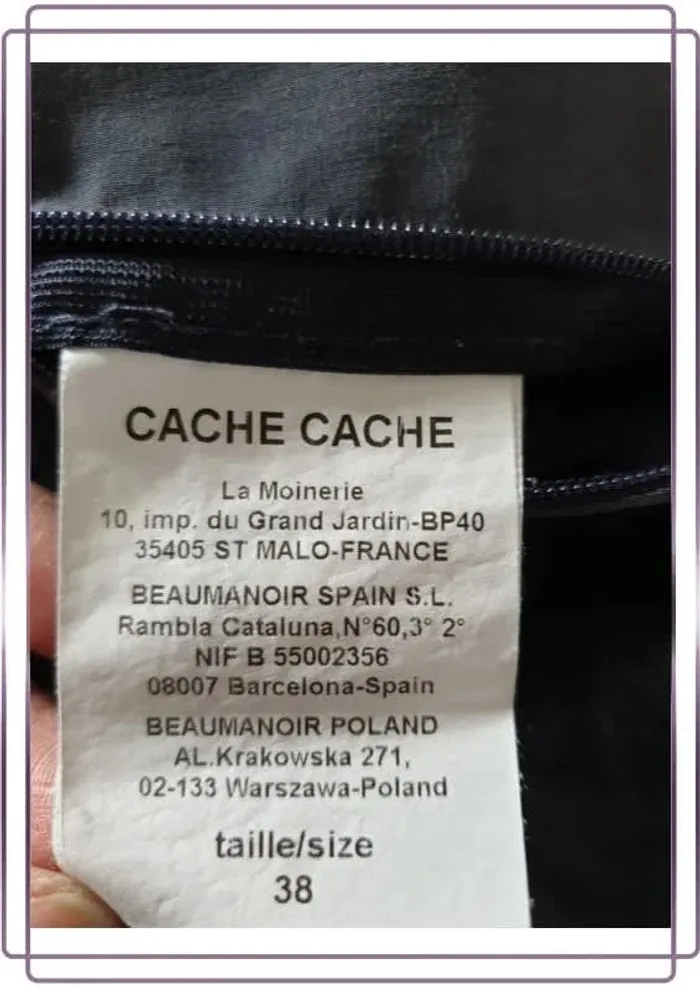 CACHE CACHE
La Moinerie
10, imp. du Grand Jardin-BP40
35405 ST MALO-FRANCE
BEAUMANOIR SPAIN S.L.
Rambla Cataluna,N°60,3° 2°
NIF B 55002356
08007 Barcelona-Spain
BEAUMANOIR POLAND
AL.Krakowska 271,
02-133 Warszawa-Poland
taille/size
38